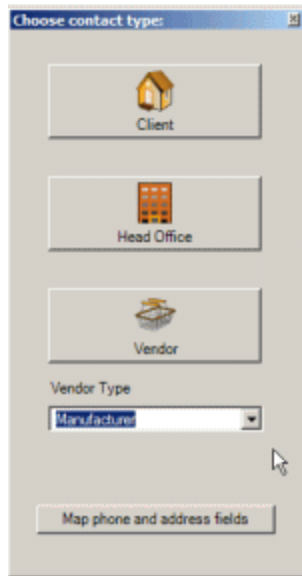 Choose contact type:
Client
Head Office
Vendor
Vendor Type
Manufacturer
Map phone and address fields